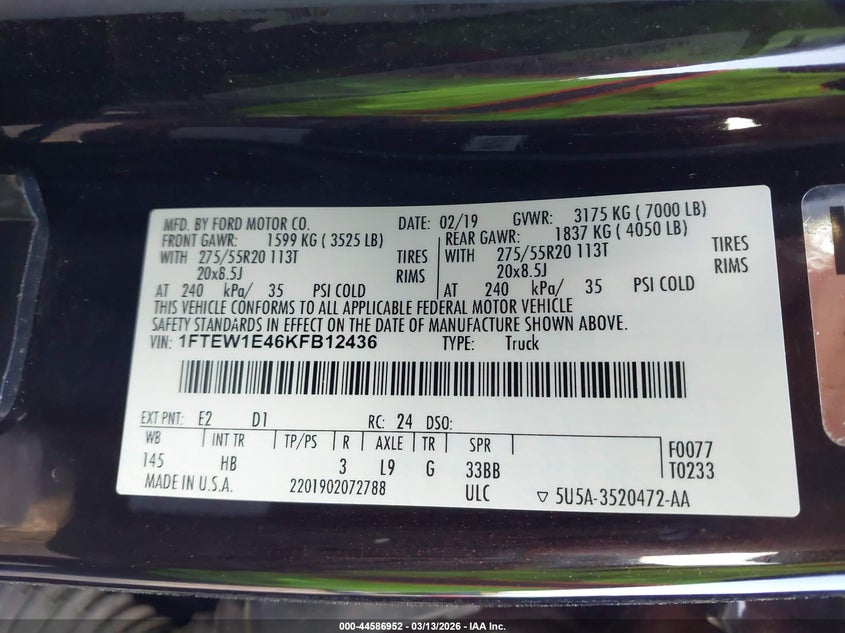 MFD. BY FORD MOTOR CO. DATE: 02/19 GVWR: 3175 KG ( 7000 LB)
FRONT GAWR: 1599 KG ( 3525 LB) REAR GAWR: 1837 KG ( 4050 LB)
WITH 275/55R20 113T TIRES WITH 275/55R20 113T TIRES
20x8.5J RIMS 20x8.5J RIMS
AT 240 kPa/ 35 PSI COLD AT 240 kPa/ 35 PSI COLD
THIS VEHICLE CONFORMS TO ALL APPLICABLE FEDERAL MOTOR VEHICLE
SAFETY STANDARDS IN EFFECT ON THE DATE OF MANUFACTURE SHOWN ABOVE.
VIN: 1FTEW1E46KFB12436 TYPE: Truck
EXT PNT: E2 D1 RC: 24 DSO:
WB INT TR TP/PS R AXLE TR SPR F0077
145 HB 3 L9 G 33BB T0233
MADE IN U.S.A. 2201902072788 ULC ▽ 5U5A-3520472-AA
000-44586952 - 03/13/2026 - IAA Inc.